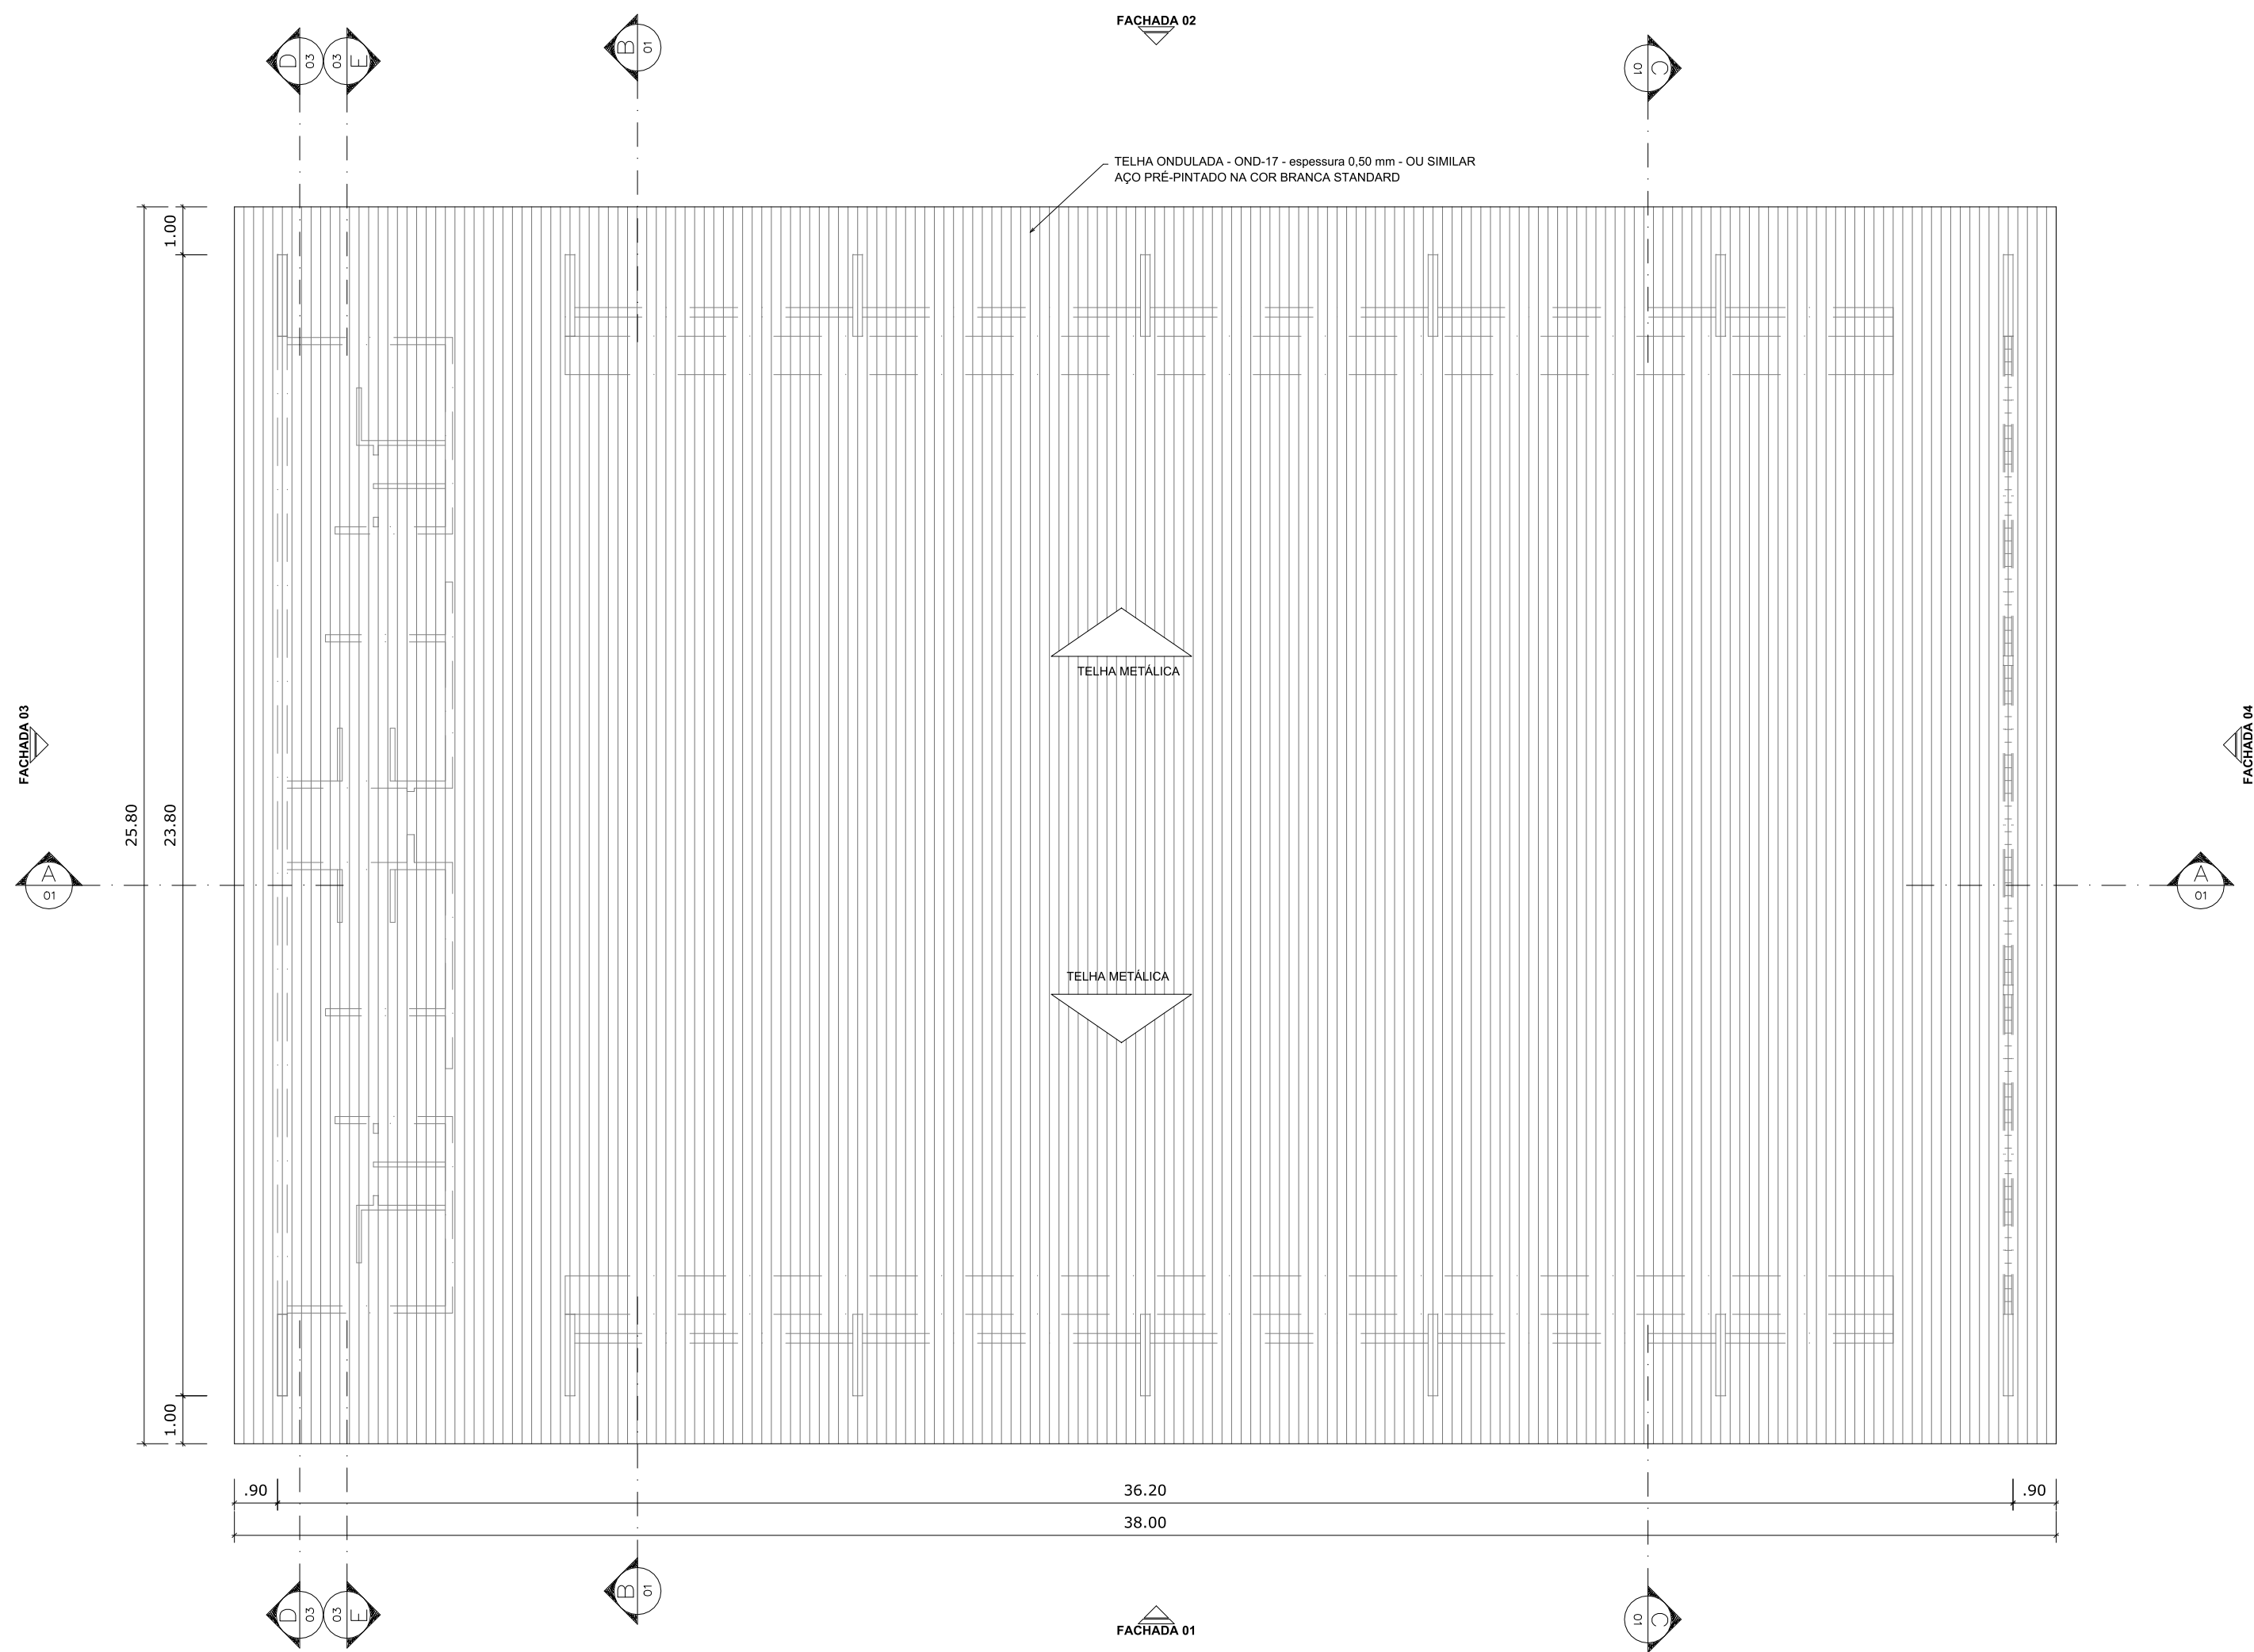 FACHADA 02
D
03
03
E
B
01
01
C
TELHA ONDULADA - OND-17 - espessura 0,50 mm - OU SIMILAR
AÇO PRÉ-PINTADO NA COR BRANCA STANDARD
1.00
TELHA METÁLICA
FACHADA 03
FACHADA 04
25.80
23.80
A
01
A
01
TELHA METÁLICA
1.00
.90
36.20
.90
38.00
D
03
03
E
B
01
01
C
FACHADA 01